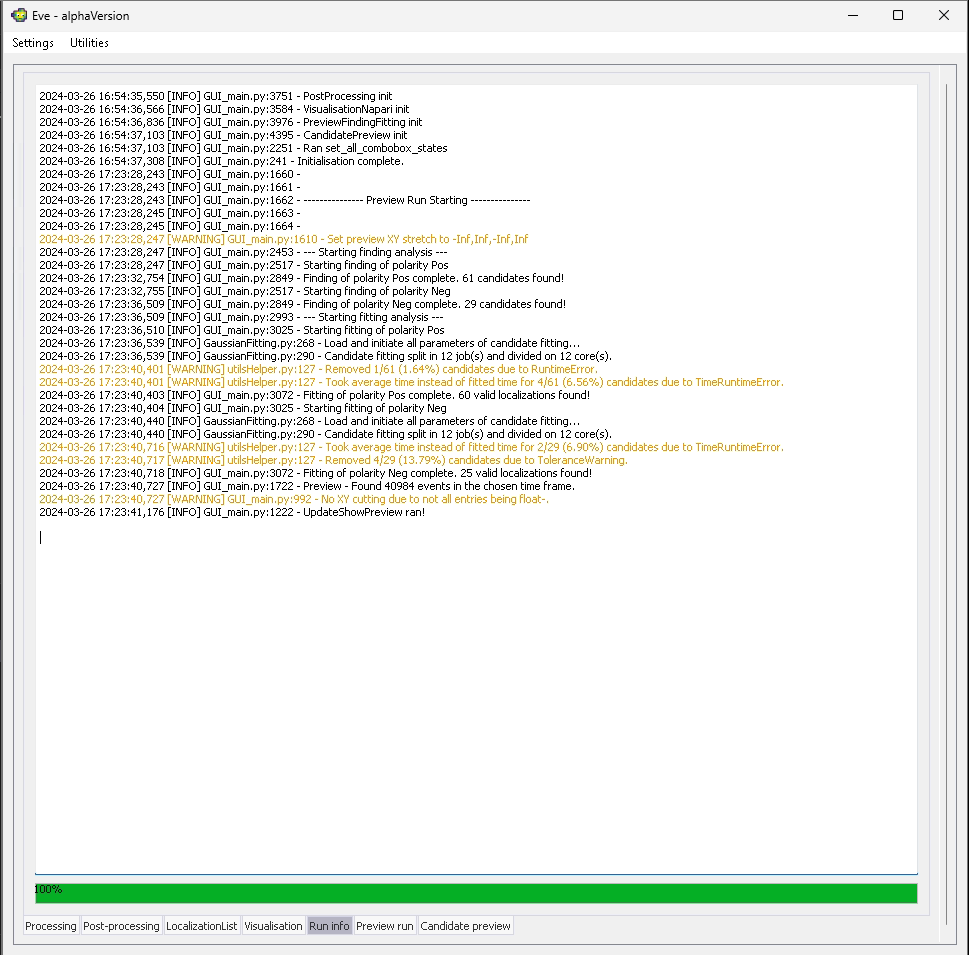 Eve - alphaVersion
Settings Utilities
2024-03-26 16:54:35,550 [INFO] GUI_main.py:3751 - PostProcessing init
2024-03-26 16:54:36,566 [INFO] GUI_main.py:3584 - VisualisationNapari init
2024-03-26 16:54:36,836 [INFO] GUI_main.py:3976 - PreviewFindingFitting init
2024-03-26 16:54:37,103 [INFO] GUI_main.py:4395 - CandidatePreview init
2024-03-26 16:54:37,103 [INFO] GUI_main.py:2251 - Ran set_all_combobox_states
2024-03-26 16:54:37,308 [INFO] GUI_main.py:241 - Initialisation complete.
2024-03-26 17:23:28,243 [INFO] GUI_main.py:1660 -
2024-03-26 17:23:28,243 [INFO] GUI_main.py:1661 -
2024-03-26 17:23:28,243 [INFO] GUI_main.py:1662 - --------------- Preview Run Starting ---------------
2024-03-26 17:23:28,245 [INFO] GUI_main.py:1663 -
2024-03-26 17:23:28,245 [INFO] GUI_main.py:1664 -
2024-03-26 17:23:28,247 [WARNING] GUI_main.py:1610 - Set preview XY stretch to -Inf,Inf,-Inf,Inf
2024-03-26 17:23:28,247 [INFO] GUI_main.py:2453 - --- Starting finding analysis ---
2024-03-26 17:23:28,247 [INFO] GUI_main.py:2517 - Starting finding of polarity Pos
2024-03-26 17:23:32,754 [INFO] GUI_main.py:2849 - Finding of polarity Pos complete. 61 candidates found!
2024-03-26 17:23:32,755 [INFO] GUI_main.py:2517 - Starting finding of polarity Neg
2024-03-26 17:23:36,509 [INFO] GUI_main.py:2849 - Finding of polarity Neg complete. 29 candidates found!
2024-03-26 17:23:36,509 [INFO] GUI_main.py:2993 - --- Starting fitting analysis ---
2024-03-26 17:23:36,510 [INFO] GUI_main.py:3025 - Starting fitting of polarity Pos
2024-03-26 17:23:36,539 [INFO] GaussianFitting.py:268 - Load and initiate all parameters of candidate fitting...
2024-03-26 17:23:36,539 [INFO] GaussianFitting.py:290 - Candidate fitting split in 12 job(s) and divided on 12 core(s).
2024-03-26 17:23:40,401 [WARNING] utilsHelper.py:127 - Removed 1/61 (1.64%) candidates due to RuntimeError.
2024-03-26 17:23:40,401 [WARNING] utilsHelper.py:127 - Took average time instead of fitted time for 4/61 (6.56%) candidates due to TimeRuntimeError.
2024-03-26 17:23:40,403 [INFO] GUI_main.py:3072 - Fitting of polarity Pos complete. 60 valid localizations found!
2024-03-26 17:23:40,404 [INFO] GUI_main.py:3025 - Starting fitting of polarity Neg
2024-03-26 17:23:40,440 [INFO] GaussianFitting.py:268 - Load and initiate all parameters of candidate fitting...
2024-03-26 17:23:40,440 [INFO] GaussianFitting.py:290 - Candidate fitting split in 12 job(s) and divided on 12 core(s).
2024-03-26 17:23:40,716 [WARNING] utilsHelper.py:127 - Took average time instead of fitted time for 2/29 (6.90%) candidates due to TimeRuntimeError.
2024-03-26 17:23:40,717 [WARNING] utilsHelper.py:127 - Removed 4/29 (13.79%) candidates due to ToleranceWarning.
2024-03-26 17:23:40,718 [INFO] GUI_main.py:3072 - Fitting of polarity Neg complete. 25 valid localizations found!
2024-03-26 17:23:40,727 [INFO] GUI_main.py:1722 - Preview - Found 40984 events in the chosen time frame.
2024-03-26 17:23:40,727 [WARNING] GUI_main.py:992 - No XY cutting due to not all entries being float-.
2024-03-26 17:23:41,176 [INFO] GUI_main.py:1222 - UpdateShowPreview ran!
100%
Processing Post-processing LocalizationList Visualisation Run info Preview run Candidate preview